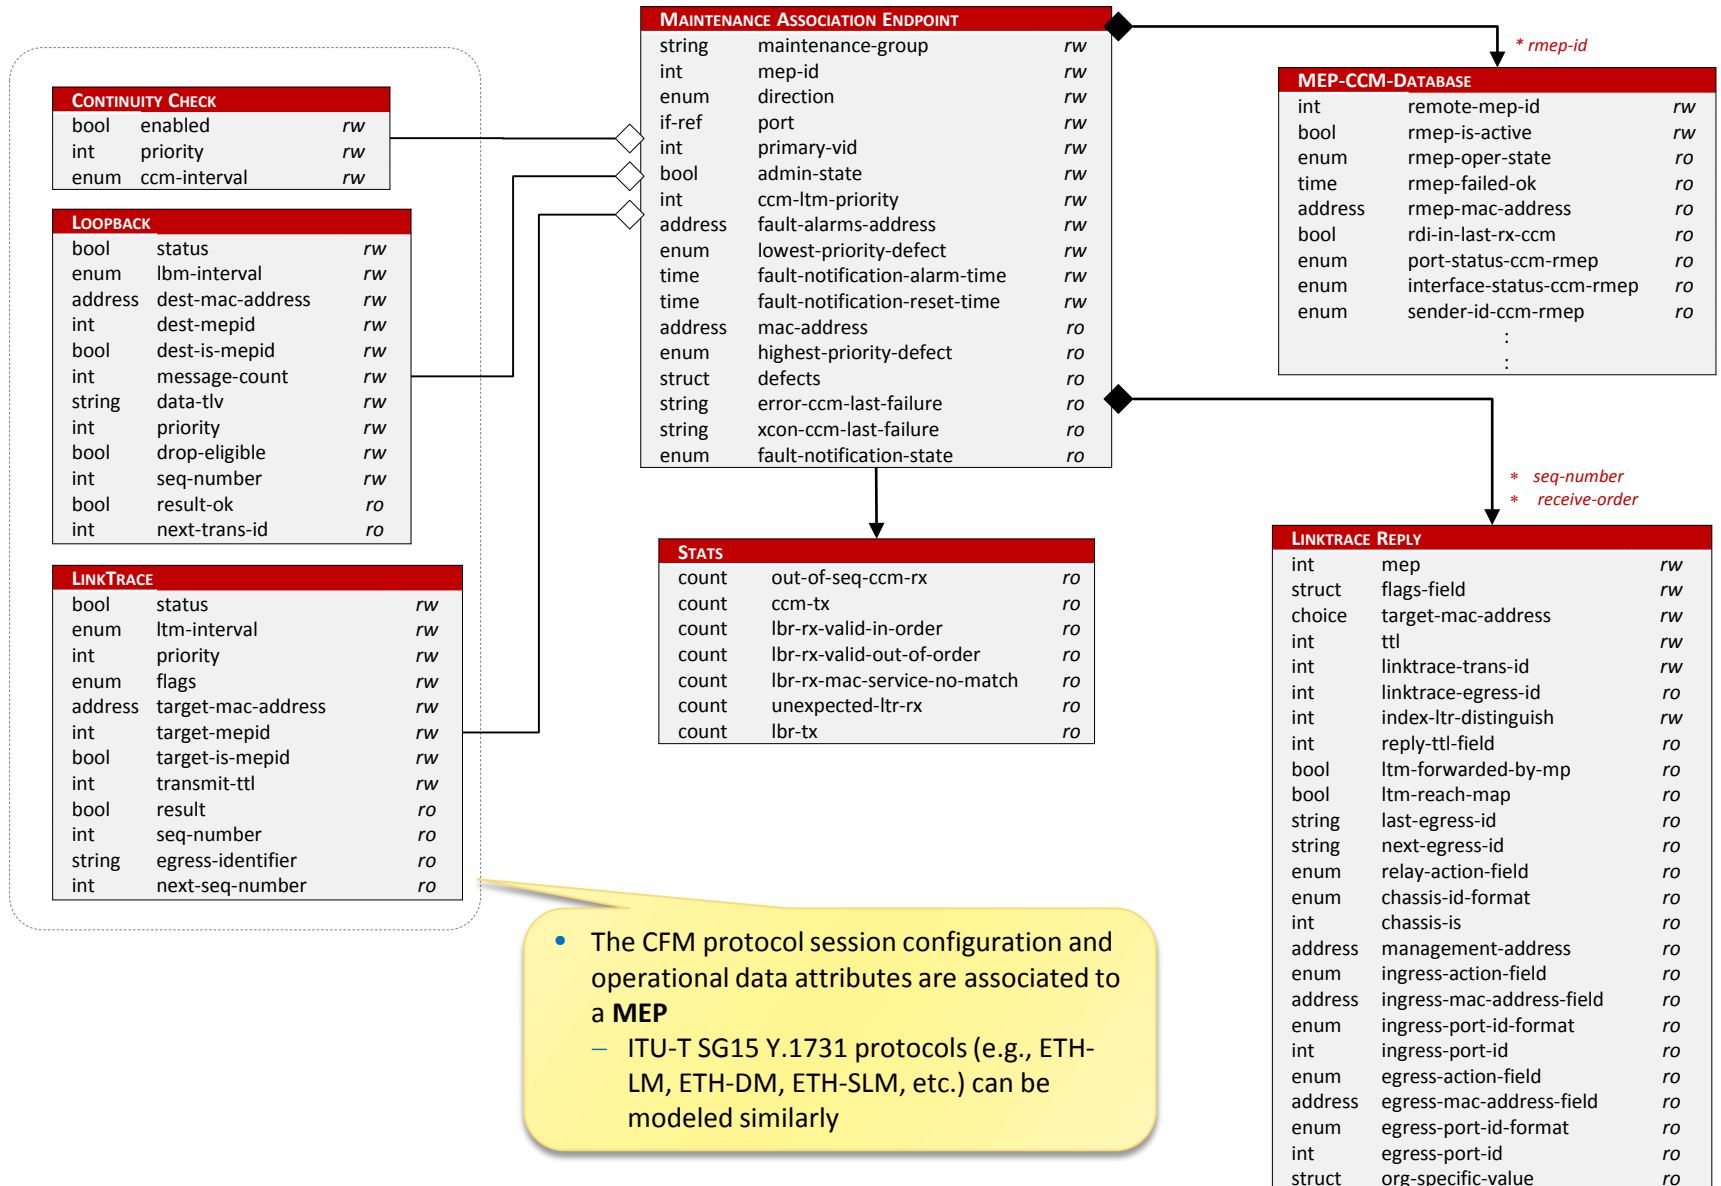 CONTINUITY CHECK
bool enabled rw
int priority rw
enum ccm-interval rw
LOOPBACK
bool status rw
enum lbm-interval rw
address dest-mac-address rw
int dest-mepid rw
bool dest-is-mepid rw
int message-count rw
string data-tlv rw
int priority rw
bool drop-eligible rw
int seq-number rw
bool result-ok ro
int next-trans-id ro
LINKTRACE
bool status rw
enum ltm-interval rw
int priority rw
enum flags rw
address target-mac-address rw
int target-mepid rw
bool target-is-mepid rw
int transmit-ttl rw
bool result ro
int seq-number ro
string egress-identifier ro
int next-seq-number ro
MAINTENANCE ASSOCIATION ENDPOINT
string maintenance-group rw
int mep-id rw
enum direction rw
if-ref port rw
int primary-vid rw
bool admin-state rw
int ccm-ltm-priority rw
address fault-alarms-address rw
enum lowest-priority-defect rw
time fault-notification-alarm-time rw
time fault-notification-reset-time rw
address mac-address ro
enum highest-priority-defect ro
struct defects ro
string error-ccm-last-failure ro
string xcon-ccm-last-failure ro
enum fault-notification-state ro
STATS
count out-of-seq-ccm-rx ro
count ccm-tx ro
count lbr-rx-valid-in-order ro
count lbr-rx-valid-out-of-order ro
count lbr-rx-mac-service-no-match ro
count unexpected-ltr-rx ro
count lbr-tx ro
* rmep-id
MEP-CCM-DATABASE
int remote-mep-id rw
bool rmep-is-active rw
enum rmep-oper-state ro
time rmep-failed-ok ro
address rmep-mac-address ro
bool rdi-in-last-rx-ccm ro
enum port-status-ccm-rmep ro
enum interface-status-ccm-rmep ro
enum sender-id-ccm-rmep ro
:
:
* seq-number
* receive-order
LINKTRACE REPLY
int mep rw
struct flags-field rw
choice target-mac-address rw
int ttl rw
int linktrace-trans-id rw
int linktrace-egress-id ro
int index-ltr-distinguish rw
int reply-ttl-field ro
bool ltm-forwarded-by-mp ro
bool ltm-reach-map ro
string last-egress-id ro
string next-egress-id ro
enum relay-action-field ro
enum chassis-id-format ro
int chassis-is ro
address management-address ro
enum ingress-action-field ro
address ingress-mac-address-field ro
enum ingress-port-id-format ro
int ingress-port-id ro
enum egress-action-field ro
address egress-mac-address-field ro
enum egress-port-id-format ro
int egress-port-id ro
struct org-specific-value ro
• The CFM protocol session configuration and
operational data attributes are associated to
a MEP
– ITU-T SG15 Y.1731 protocols (e.g., ETH-
LM, ETH-DM, ETH-SLM, etc.) can be
modeled similarly